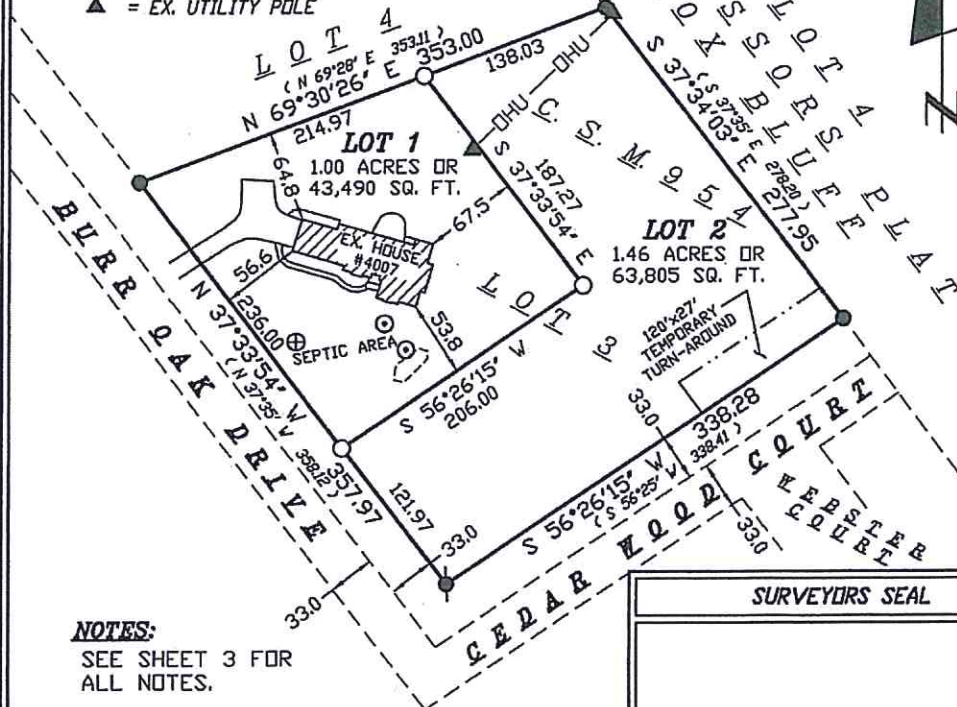 ▲ = EX. UTILITY POLE
LOT 4
( N 69°28' E 353.11 )
N 69°30'26" E 353.00
214.97
138.03
OHU OHU
LOT 1
1.00 ACRES OR
43,490 SQ. FT.
64.8
67.5
56.6
53.8
EX. HOUSE
#4007
SEPTIC AREA
187.27
S 37°33'54" E
C. S. M. 954
LOT 3
LOT 2
1.46 ACRES OR
63,805 SQ. FT.
S 37°34'03" E 277.95
( S 37°35' E 278.20 )
LOT 4
SSORS PLAT
OX BLUFF
120'x27'
TEMPORARY
TURN-AROUND
S 56°26'15" W
206.00
236.00
N 37°33'54" W 357.97
( N 37°35' W 358.12 )
121.97
BURR OAK DRIVE
33.0
33.0
33.0
33.0
S 56°26'15" W 338.28
( S 56°25' W 338.41 )
CEDAR WOOD COURT
WEBSTER
COURT
NOTES:
SEE SHEET 3 FOR
ALL NOTES.
SURVEYORS SEAL